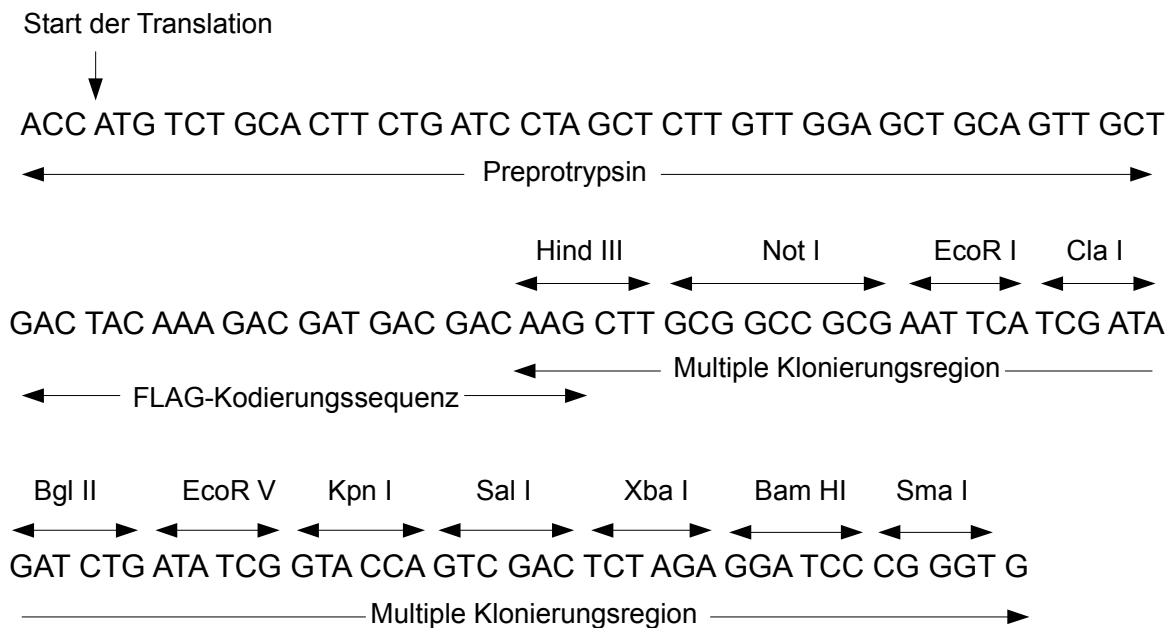 Start der Translation
ACC ATG TCT GCA CTT CTG ATC CTA GCT CTT GTT GGA GCT GCA GTT GCT
Preprotrypsin
Hind III Not I EcoR I Cla I
GAC TAC AAA GAC GAT GAC GAC AAG CTT GCG GCC GCG AAT TCA TCG ATA
Multiple Klonierungsregion
FLAG-Kodierungssequenz
Bgl II EcoR V Kpn I Sal I Xba I Bam HI Sma I
GAT CTG ATA TCG GTA CCA GTC GAC TCT AGA GGA TCC CG GGT G
Multiple Klonierungsregion